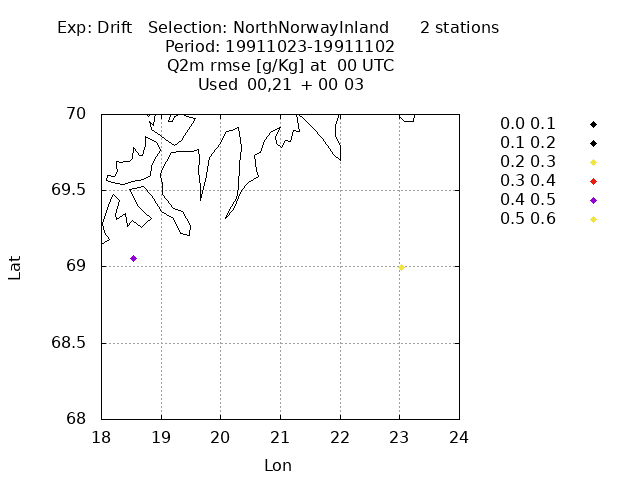 Exp: Drift   Selection: NorthNorwayInland      2 stations
Period: 19911023-19911102
Q2m rmse [g/Kg] at  00 UTC
Used  00,21  + 00 03
70
69.5
69
68.5
68
Lat
18 19 20 21 22 23 24
Lon
0.0 0.1
0.1 0.2
0.2 0.3
0.3 0.4
0.4 0.5
0.5 0.6